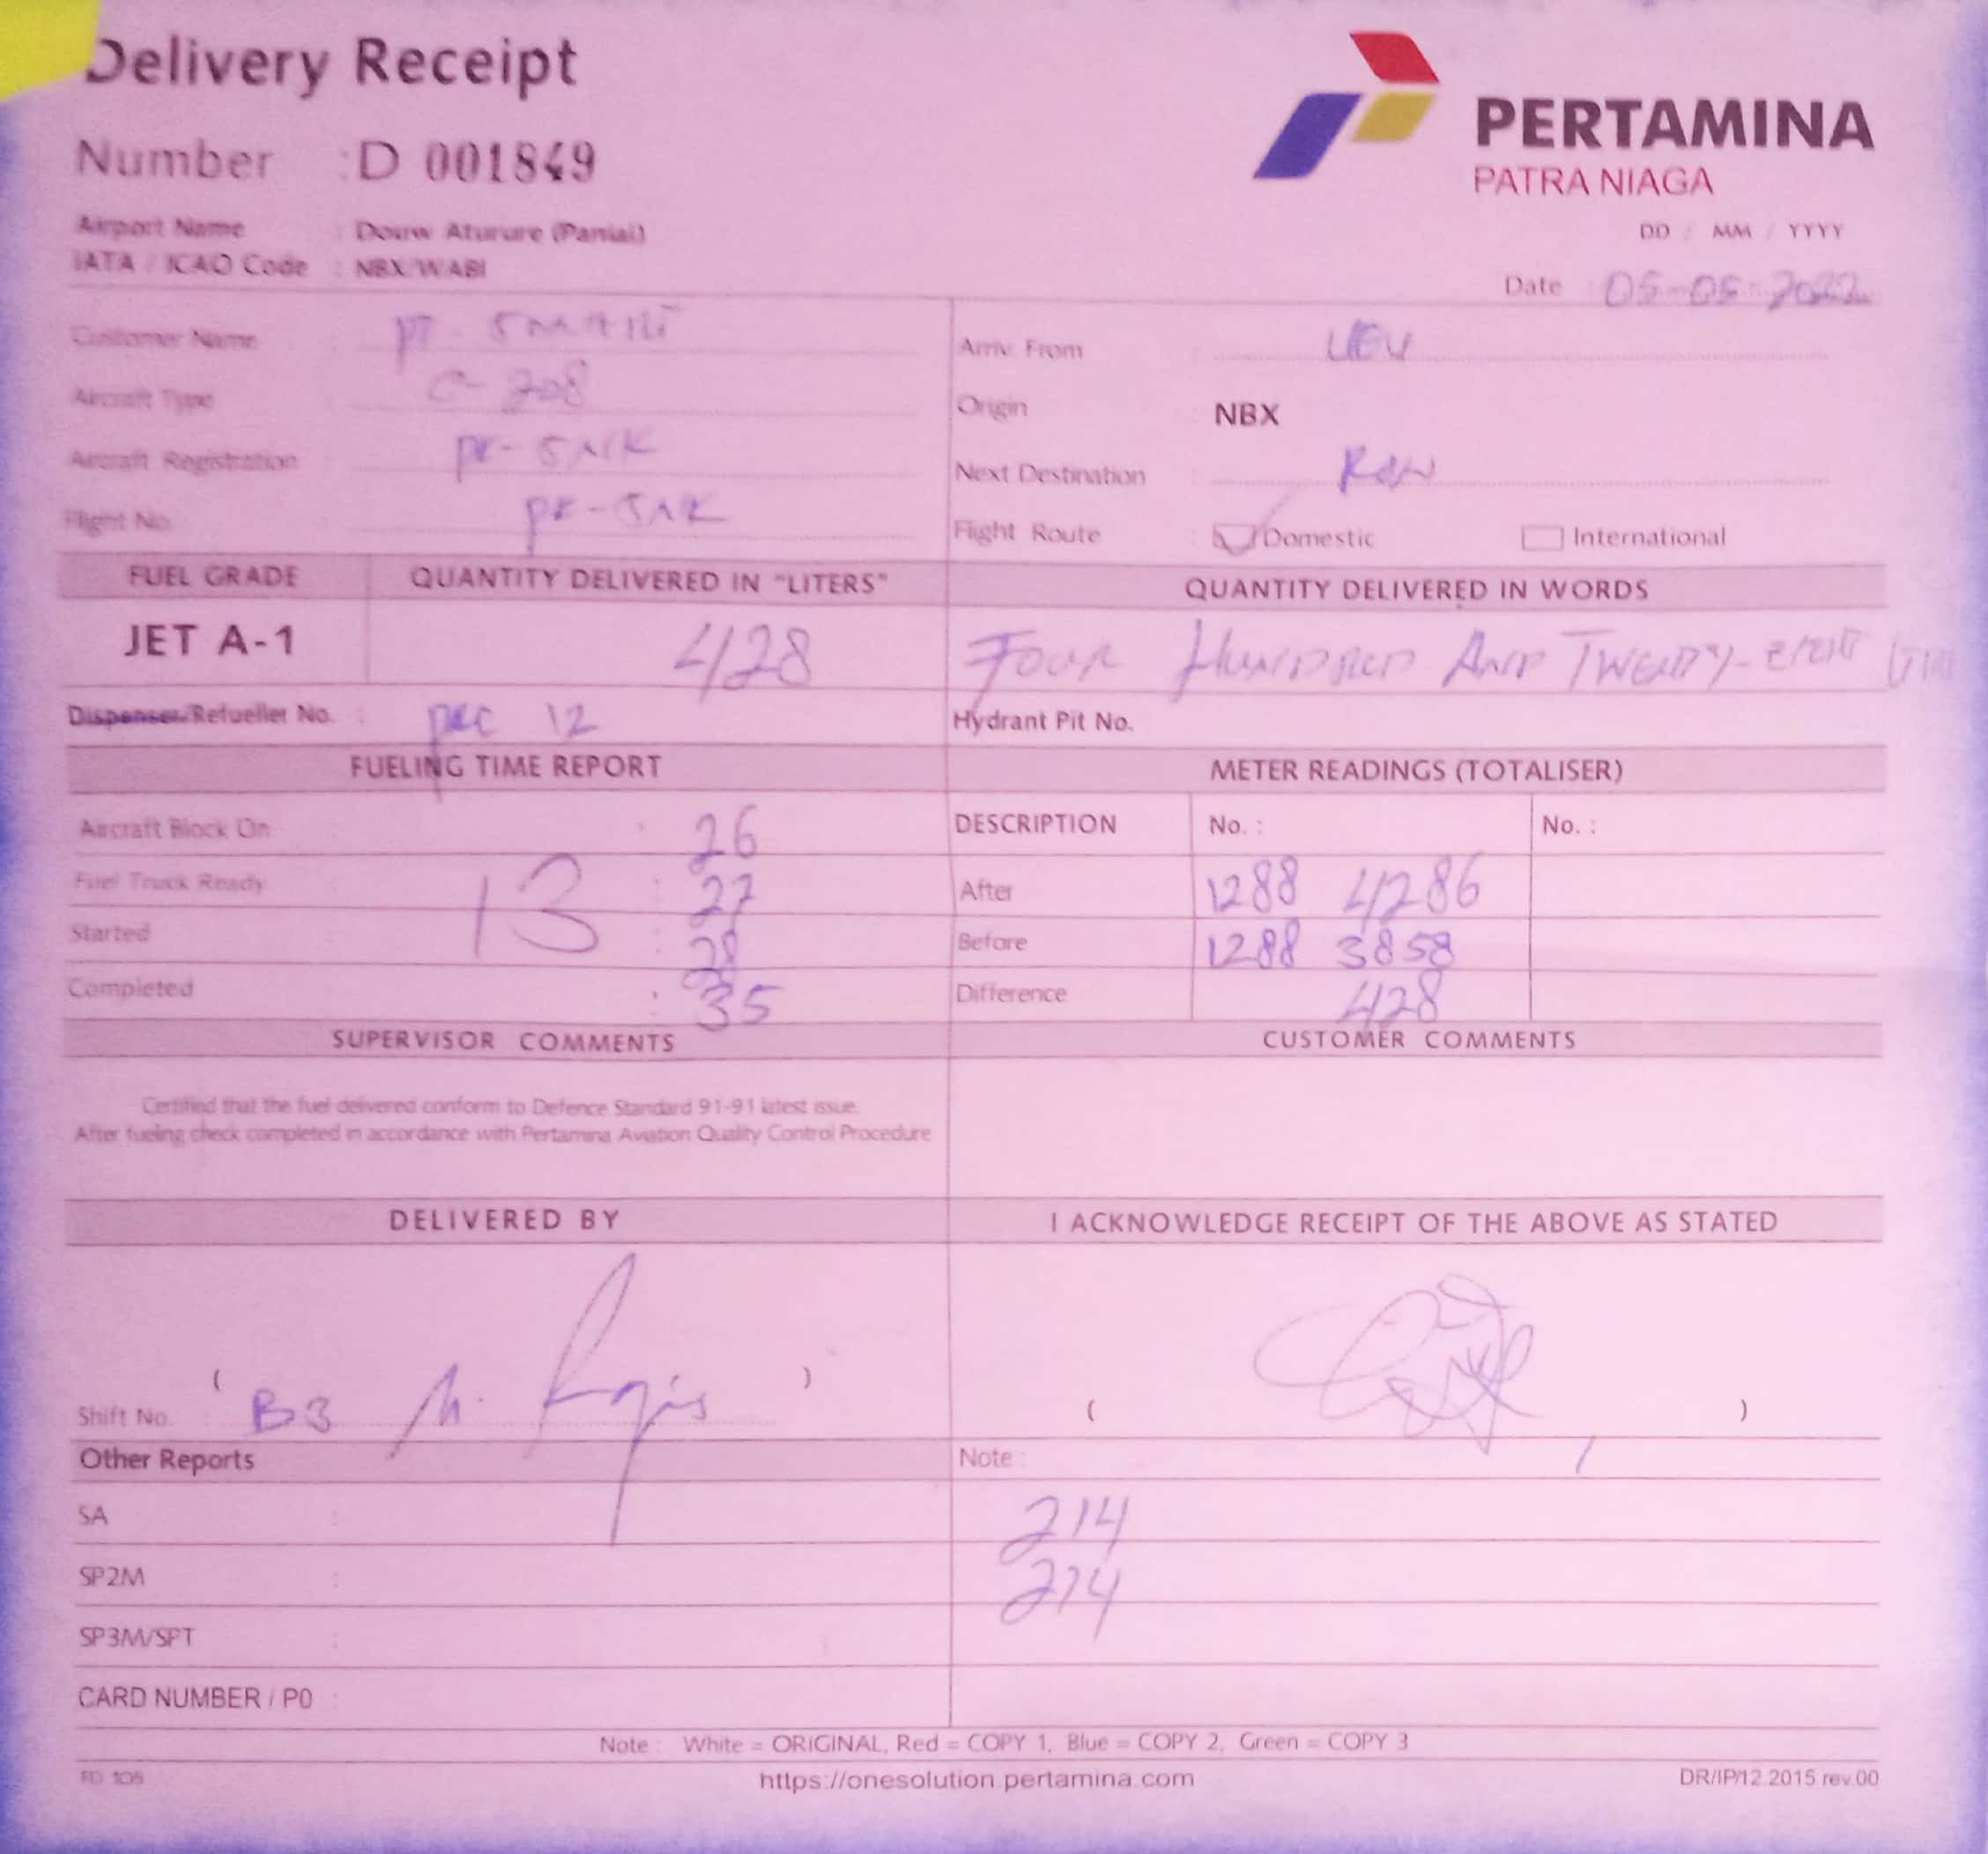 Delivery Receipt
Number : D 001849
PERTAMINA
PATRA NIAGA
Airport Name : Douw Aturure (Paniai)
IATA / ICAO Code : NBX/WABI
DD / MM / YYYY
Date : 05-05-2022
Customer Name PT-
Aircraft Type C-208
Aircraft Registration PK-
Flight No PK-
Arriv. From :
Origin NBX
Next Destination :
Flight Route : Domestic International
FUEL GRADE QUANTITY DELIVERED IN "LITERS" QUANTITY DELIVERED IN WORDS
JET A-1 428 Four Hundred And Twenty-Eight
Dispenser/Refueller No. : 12 Hydrant Pit No.
FUELING TIME REPORT METER READINGS (TOTALISER)
Aircraft Block On : 26
Fuel Truck Ready 13 : 27
Started : 28
Completed : 35
DESCRIPTION No. : No. :
After 1288 4286
Before 1288 3858
Difference 428
SUPERVISOR COMMENTS CUSTOMER COMMENTS
Certified that the fuel delivered conform to Defence Standard 91-91 latest issue.
After fueling check completed in accordance with Pertamina Aviation Quality Control Procedure
DELIVERED BY I ACKNOWLEDGE RECEIPT OF THE ABOVE AS STATED
( ) ( )
Shift No. : B3
Other Reports Note :
SA : 214
SP2M : 214
SP3M/SPT :
CARD NUMBER / P0 :
Note : White = ORIGINAL, Red = COPY 1, Blue = COPY 2, Green = COPY 3
FD 105 https://onesolution.pertamina.com DR/IP/12.2015 rev.00